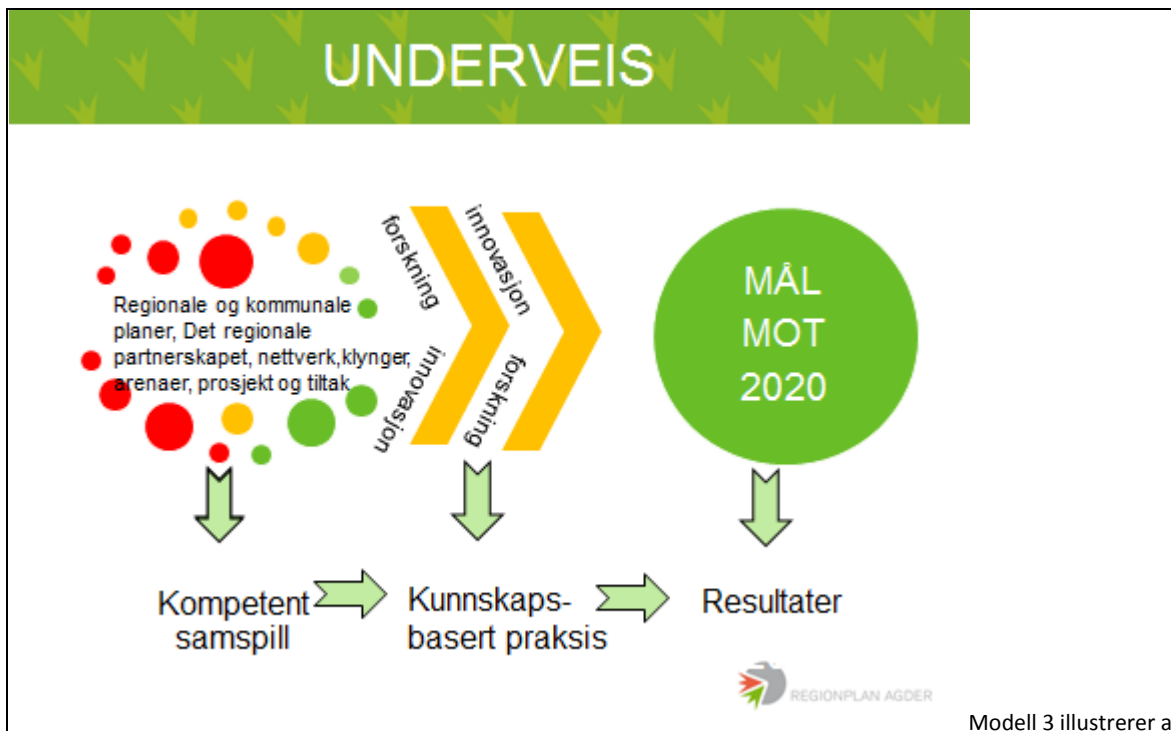 UNDERVEIS
Regionale og kommunale
planer, Det regionale
partnerskapet, nettverk,klynger,
arenaer, prosjekt og tiltak
forskning
innovasjon
innovasjon
forskning
MÅL
MOT
2020
Kompetent
samspill
Kunnskaps-
basert praksis
Resultater
REGIONPLAN AGDER
Modell 3 illustrerer a